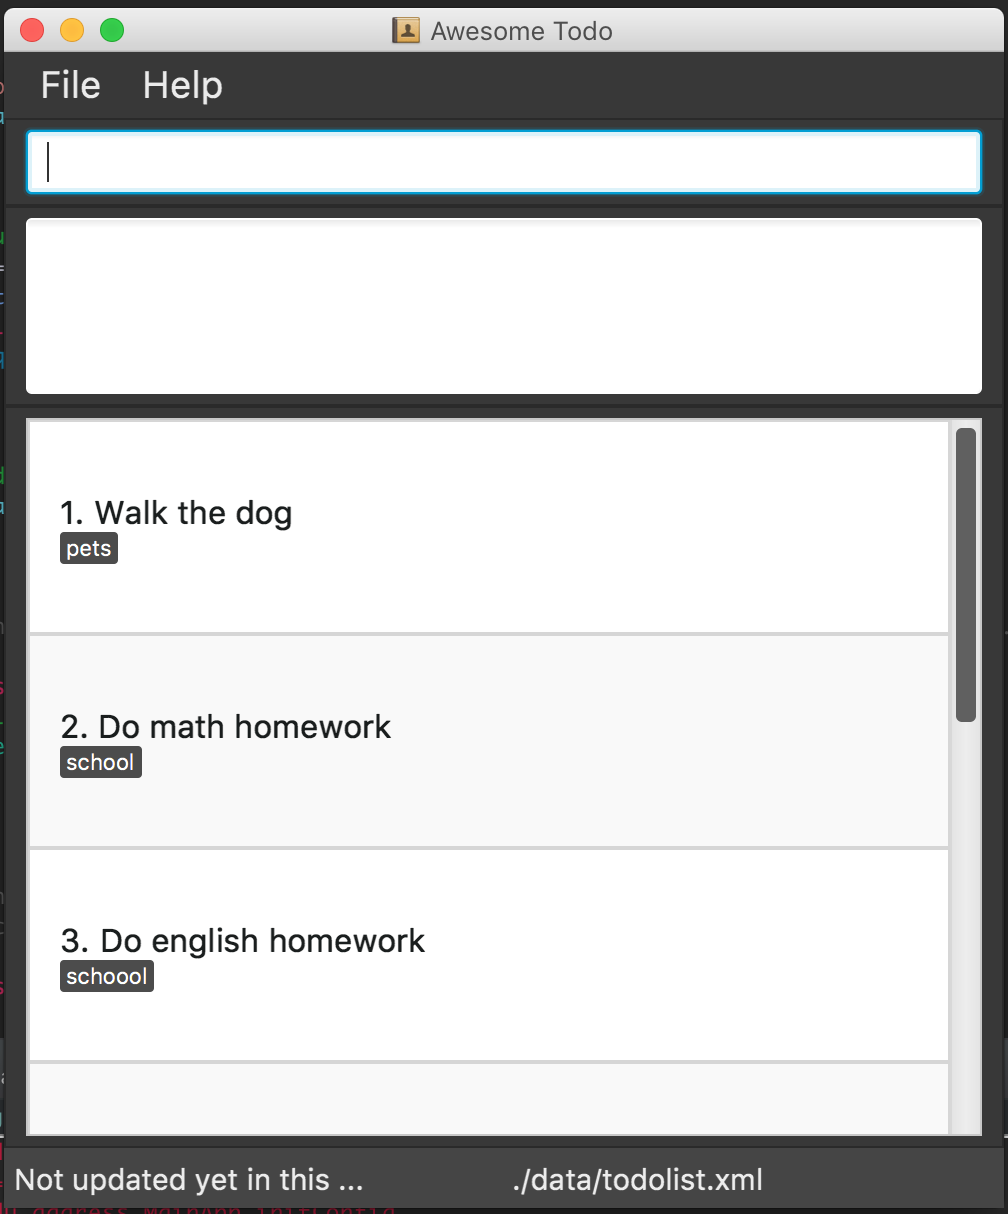 Awesome Todo
File Help
1. Walk the dog
pets
2. Do math homework
school
3. Do english homework
schoool
Not updated yet in this ... ./data/todolist.xml